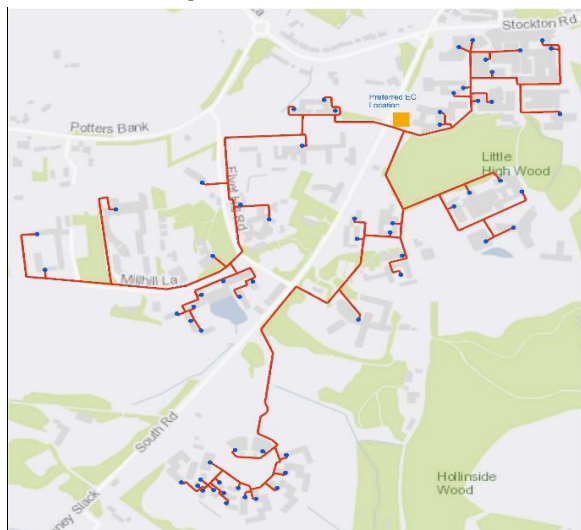 Stockton Rd
Preferred EC
Location
Potters Bank
Little
High Wood
Millhill La
South Rd
Hollinside
Wood